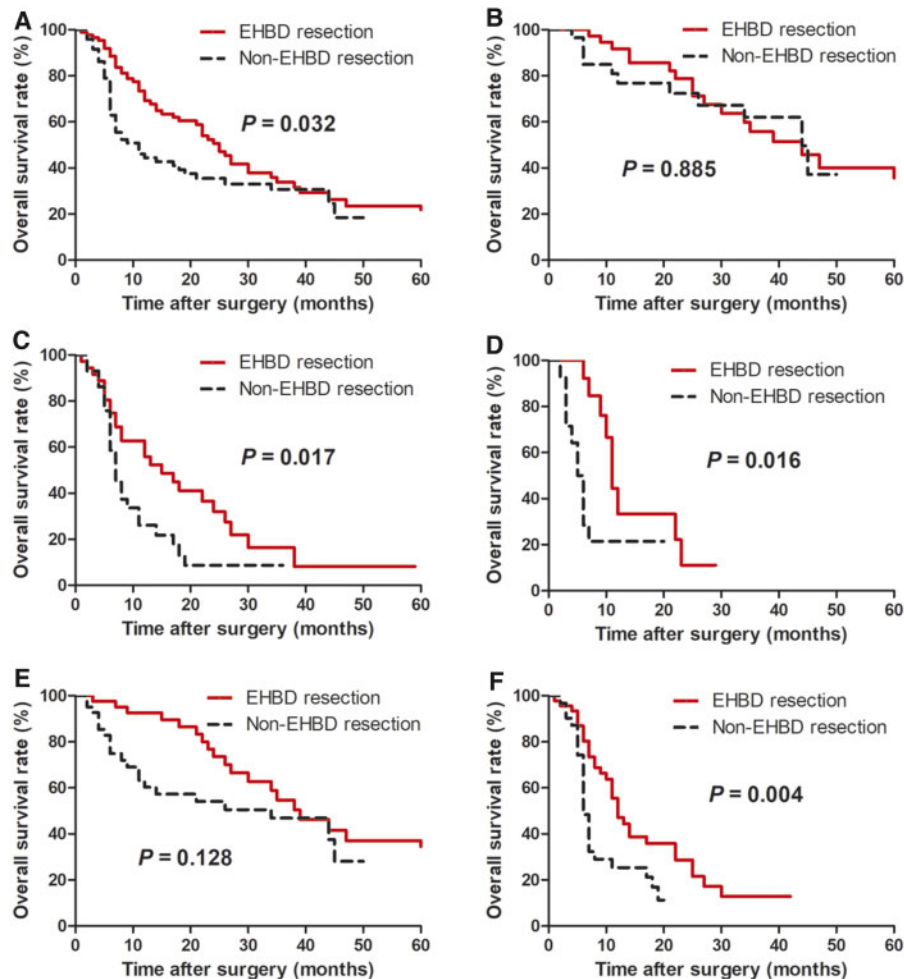 A
Overall survival rate (%)
100
80
60
40
20
0
EHBD resection
Non-EHBD resection
P = 0.032
0 10 20 30 40 50 60
Time after surgery (months)
B
Overall survival rate (%)
100
80
60
40
20
0
EHBD resection
Non-EHBD resection
P = 0.885
0 10 20 30 40 50 60
Time after surgery (months)
C
Overall survival rate (%)
100
80
60
40
20
0
EHBD resection
Non-EHBD resection
P = 0.017
0 10 20 30 40 50 60
Time after surgery (months)
D
Overall survival rate (%)
100
80
60
40
20
0
EHBD resection
Non-EHBD resection
P = 0.016
0 10 20 30 40 50 60
Time after surgery (months)
E
Overall survival rate (%)
100
80
60
40
20
0
EHBD resection
Non-EHBD resection
P = 0.128
0 10 20 30 40 50 60
Time after surgery (months)
F
Overall survival rate (%)
100
80
60
40
20
0
EHBD resection
Non-EHBD resection
P = 0.004
0 10 20 30 40 50 60
Time after surgery (months)